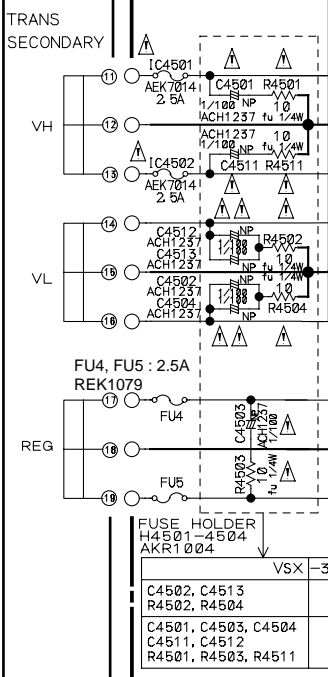 TRANS
SECONDARY
11 IC4501
AEK7014
2.5A
C4501 R4501
1/100 NP 10
ACH1237 fu 1/4W
VH
12
ACH1237 10
1/100 NP fu 1/4W
C4511 R4511
13 IC4502
AEK7014
2.5A
14
C4512
ACH1237
C4513
ACH1237
1/100
NP
R4502
10
fu 1/4W
VL
15
C4502
ACH1237
C4504
ACH1237
1/100
NP
fu 1/4W
10
R4504
16
FU4, FU5 : 2.5A
REK1079
17
FU4
C4503
ACH1237
1/100
REG
18
R4503
10
fu 1/4W
19
FU5
FUSE HOLDER
H4501-4504
AKR1004
VSX -3
C4502, C4513
R4502, R4504
C4501, C4503, C4504
C4511, C4512
R4501, R4503, R4511